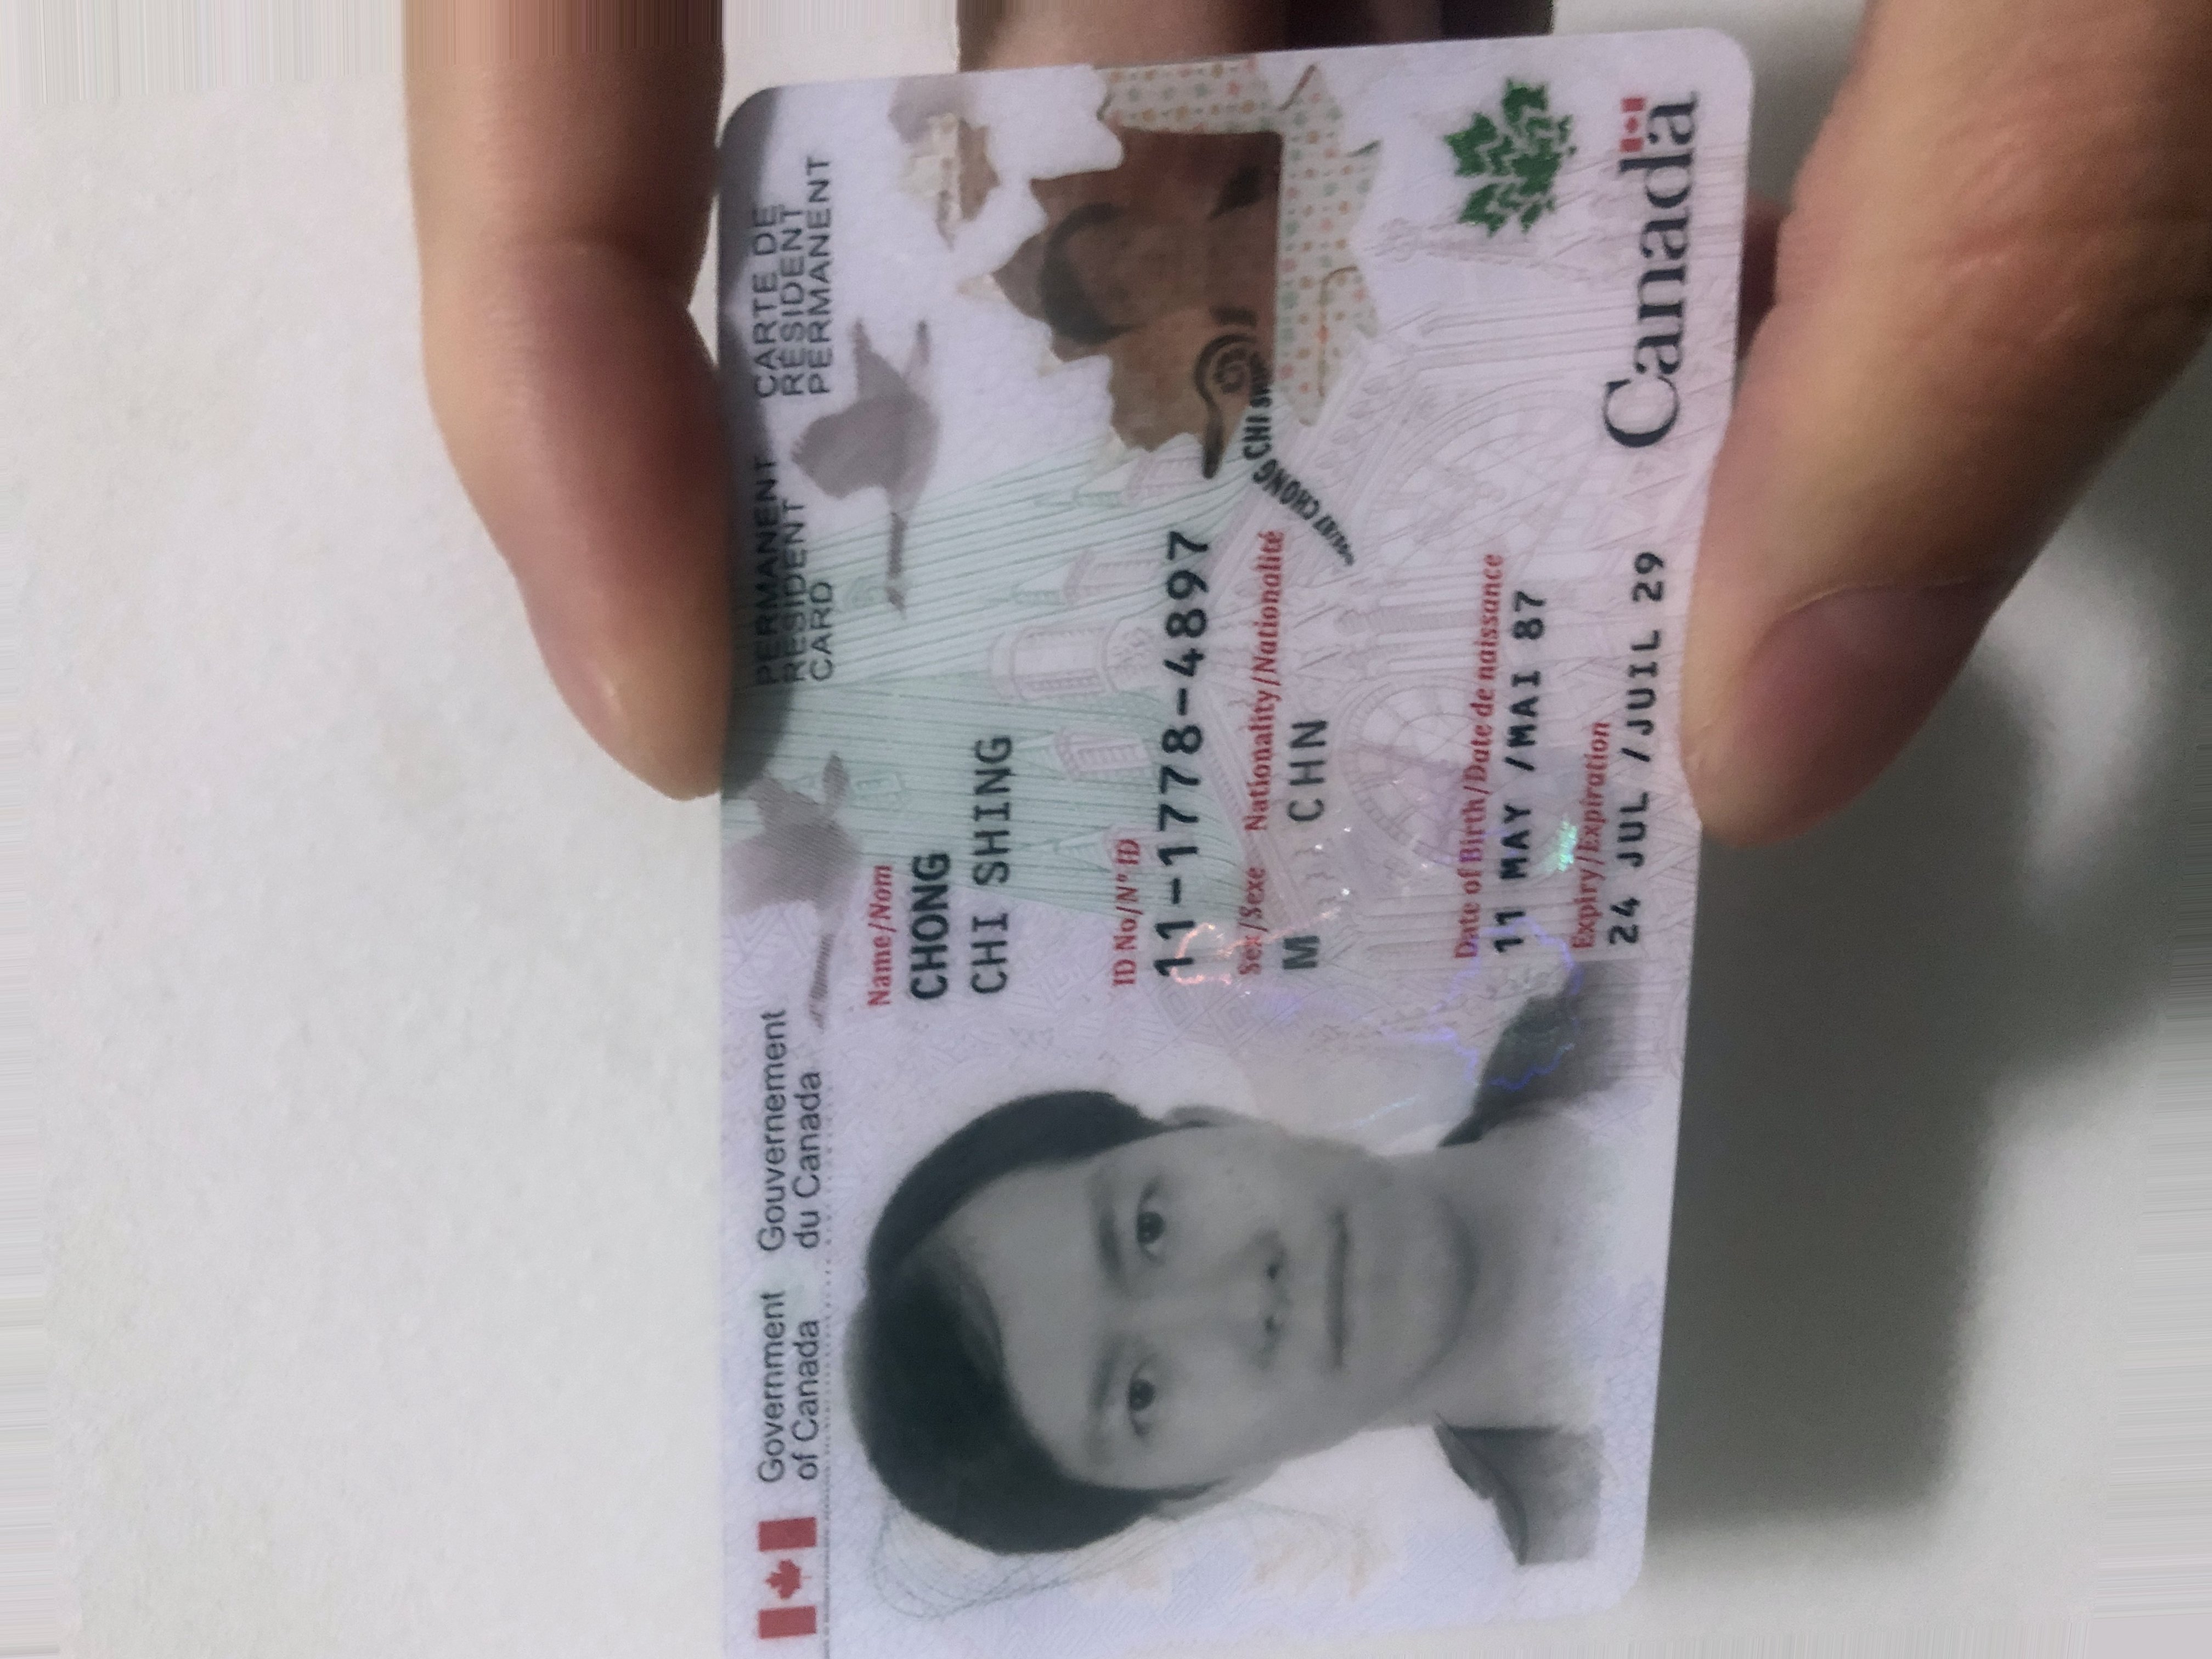 Government of Canada
Gouvernement du Canada
PERMANENT RESIDENT CARD
CARTE DE RÉSIDENT PERMANENT
Name/Nom
CHONG
CHI SHING
ID No/Nº ID
11-1778-4897
Sex/Sexe Nationality/Nationalité
M CHN
Date of Birth/Date de naissance
11 MAY /MAI 87
Expiry/Expiration
24 JUL /JUIL 29
CHONG CHI
Canada